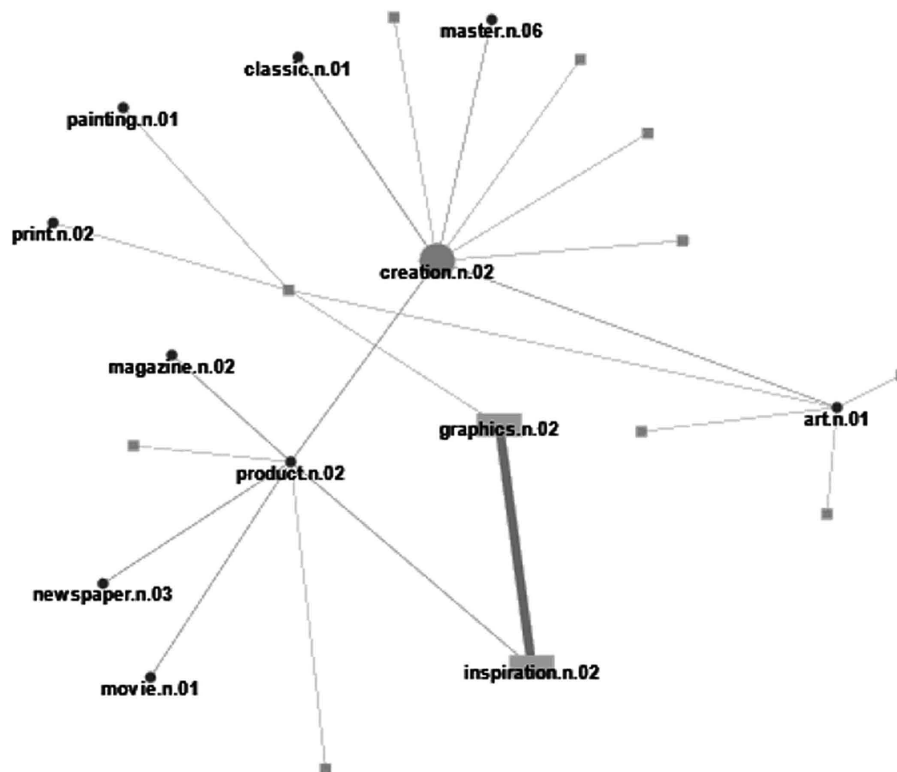 master.n.06
classic.n.01
painting.n.01
print.n.02
creation.n.02
magazine.n.02
art.n.01
graphics.n.02
product.n.02
newspaper.n.03
inspiration.n.02
movie.n.01